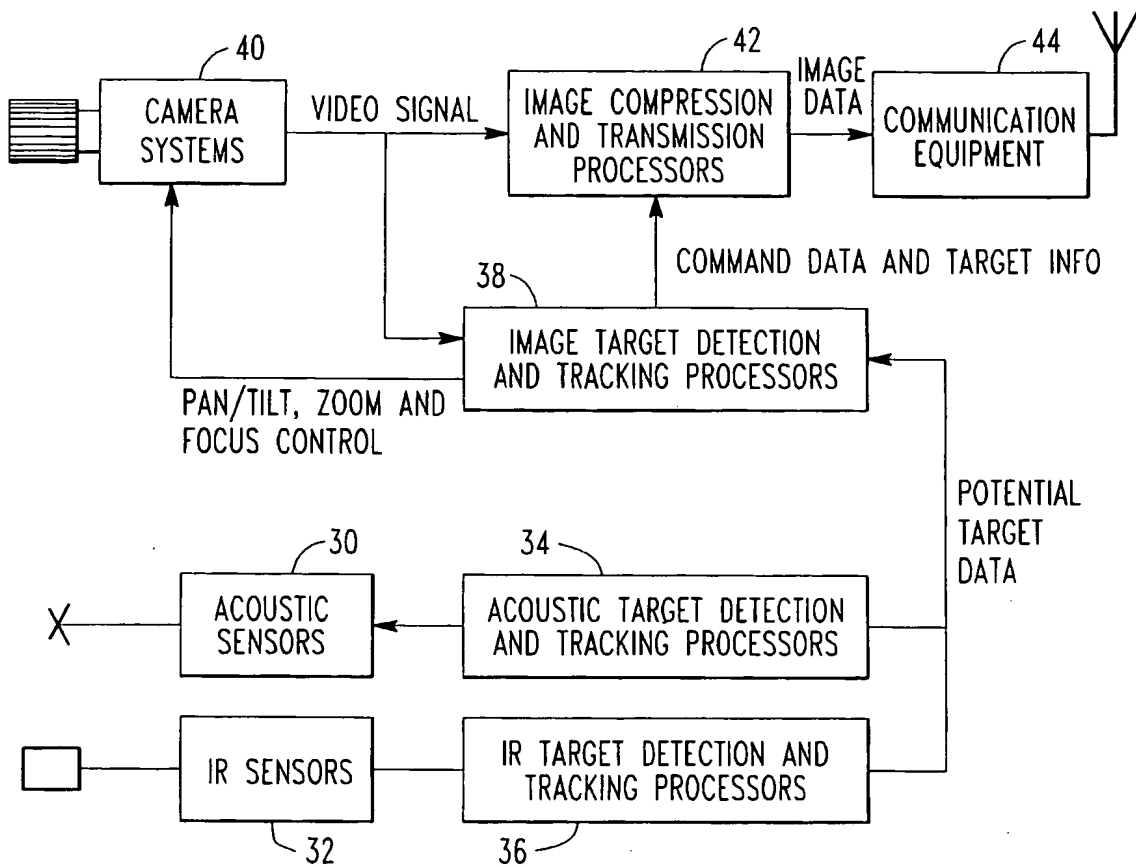 40
CAMERA
SYSTEMS
VIDEO SIGNAL
42
IMAGE COMPRESSION
AND TRANSMISSION
PROCESSORS
IMAGE
DATA
44
COMMUNICATION
EQUIPMENT
COMMAND DATA AND TARGET INFO
38
IMAGE TARGET DETECTION
AND TRACKING PROCESSORS
PAN/TILT, ZOOM AND
FOCUS CONTROL
POTENTIAL
TARGET
DATA
30
ACOUSTIC
SENSORS
34
ACOUSTIC TARGET DETECTION
AND TRACKING PROCESSORS
IR SENSORS
32
IR TARGET DETECTION AND
TRACKING PROCESSORS
36